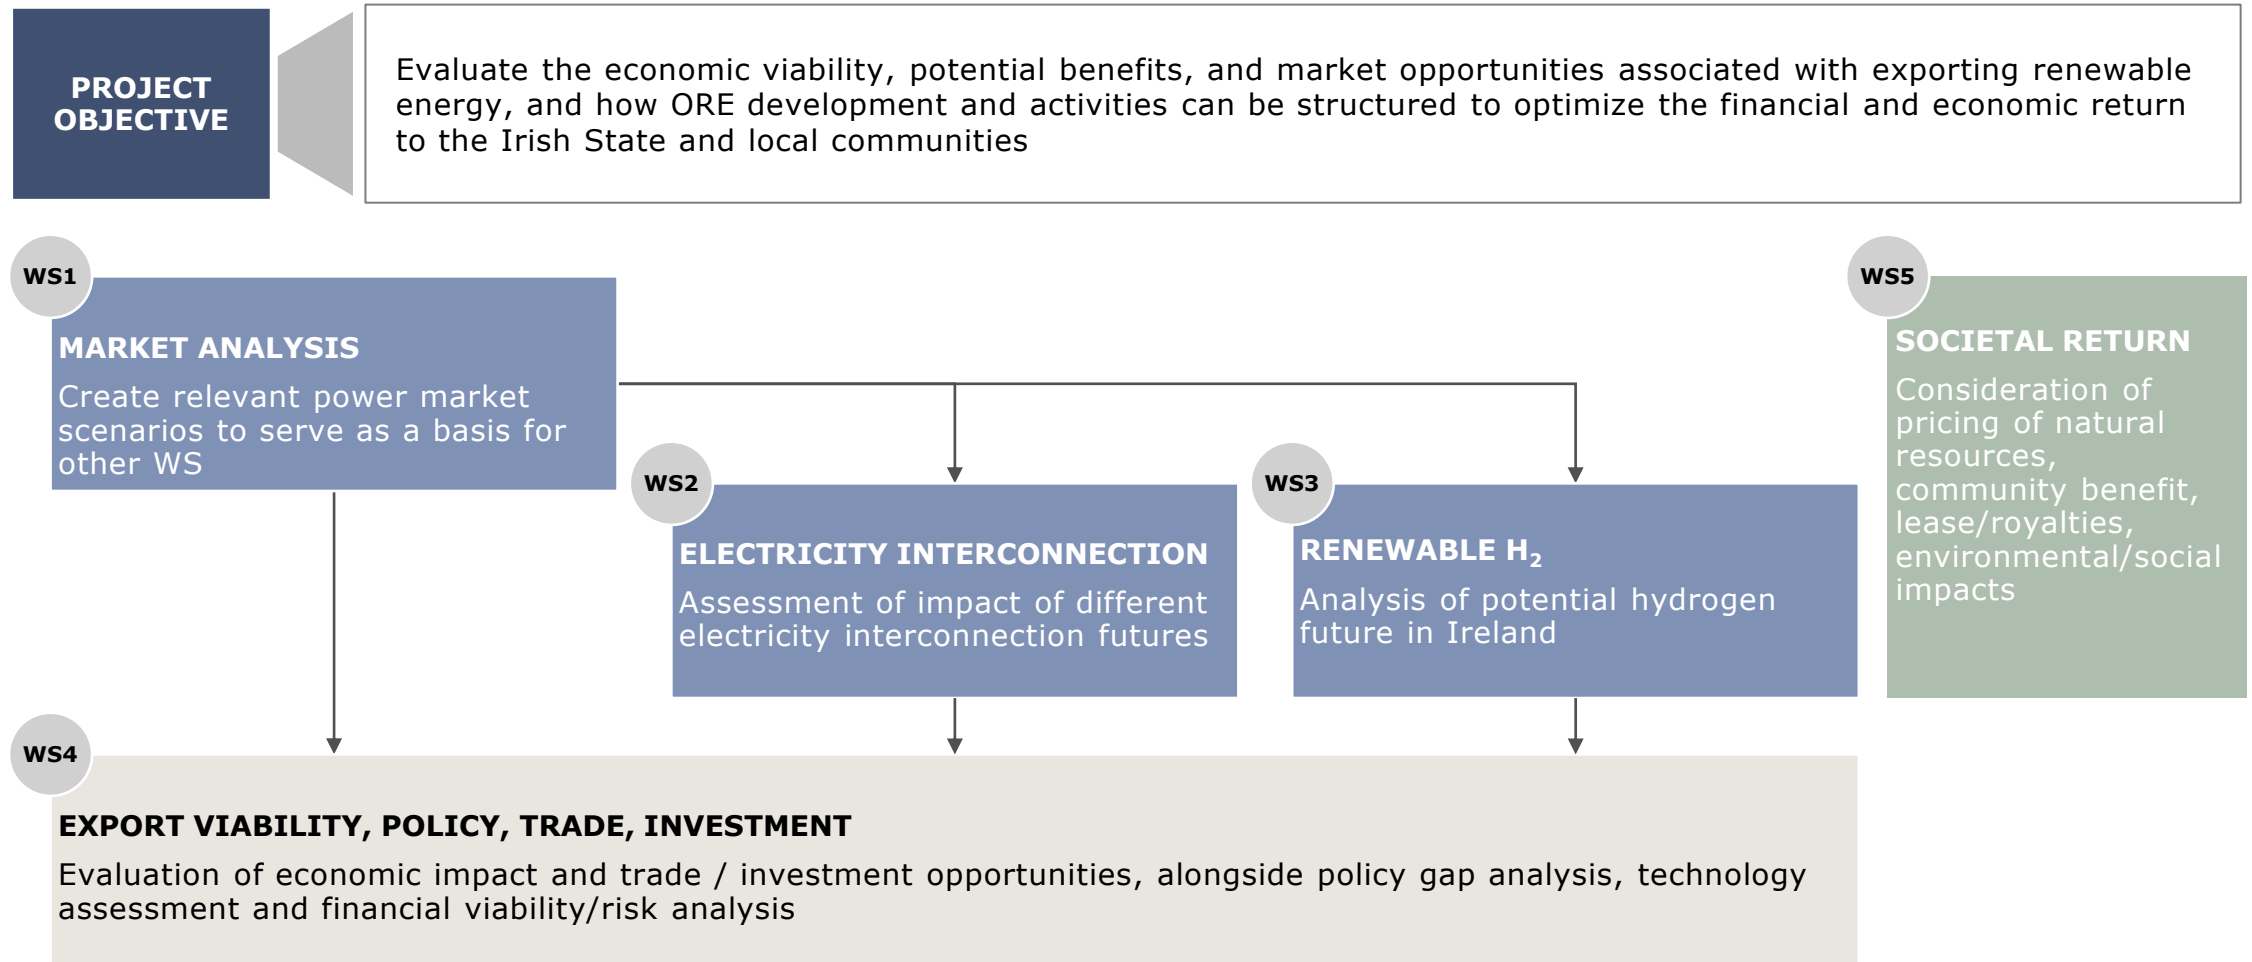 PROJECT
OBJECTIVE
Evaluate the economic viability, potential benefits, and market opportunities associated with exporting renewable
energy, and how ORE development and activities can be structured to optimize the financial and economic return
to the Irish State and local communities
WS1
MARKET ANALYSIS
Create relevant power market
scenarios to serve as a basis for
other WS
WS2
ELECTRICITY INTERCONNECTION
Assessment of impact of different
electricity interconnection futures
WS3
RENEWABLE H₂
Analysis of potential hydrogen
future in Ireland
WS5
SOCIETAL RETURN
Consideration of
pricing of natural
resources,
community benefit,
lease/royalties,
environmental/social
impacts
WS4
EXPORT VIABILITY, POLICY, TRADE, INVESTMENT
Evaluation of economic impact and trade / investment opportunities, alongside policy gap analysis, technology
assessment and financial viability/risk analysis